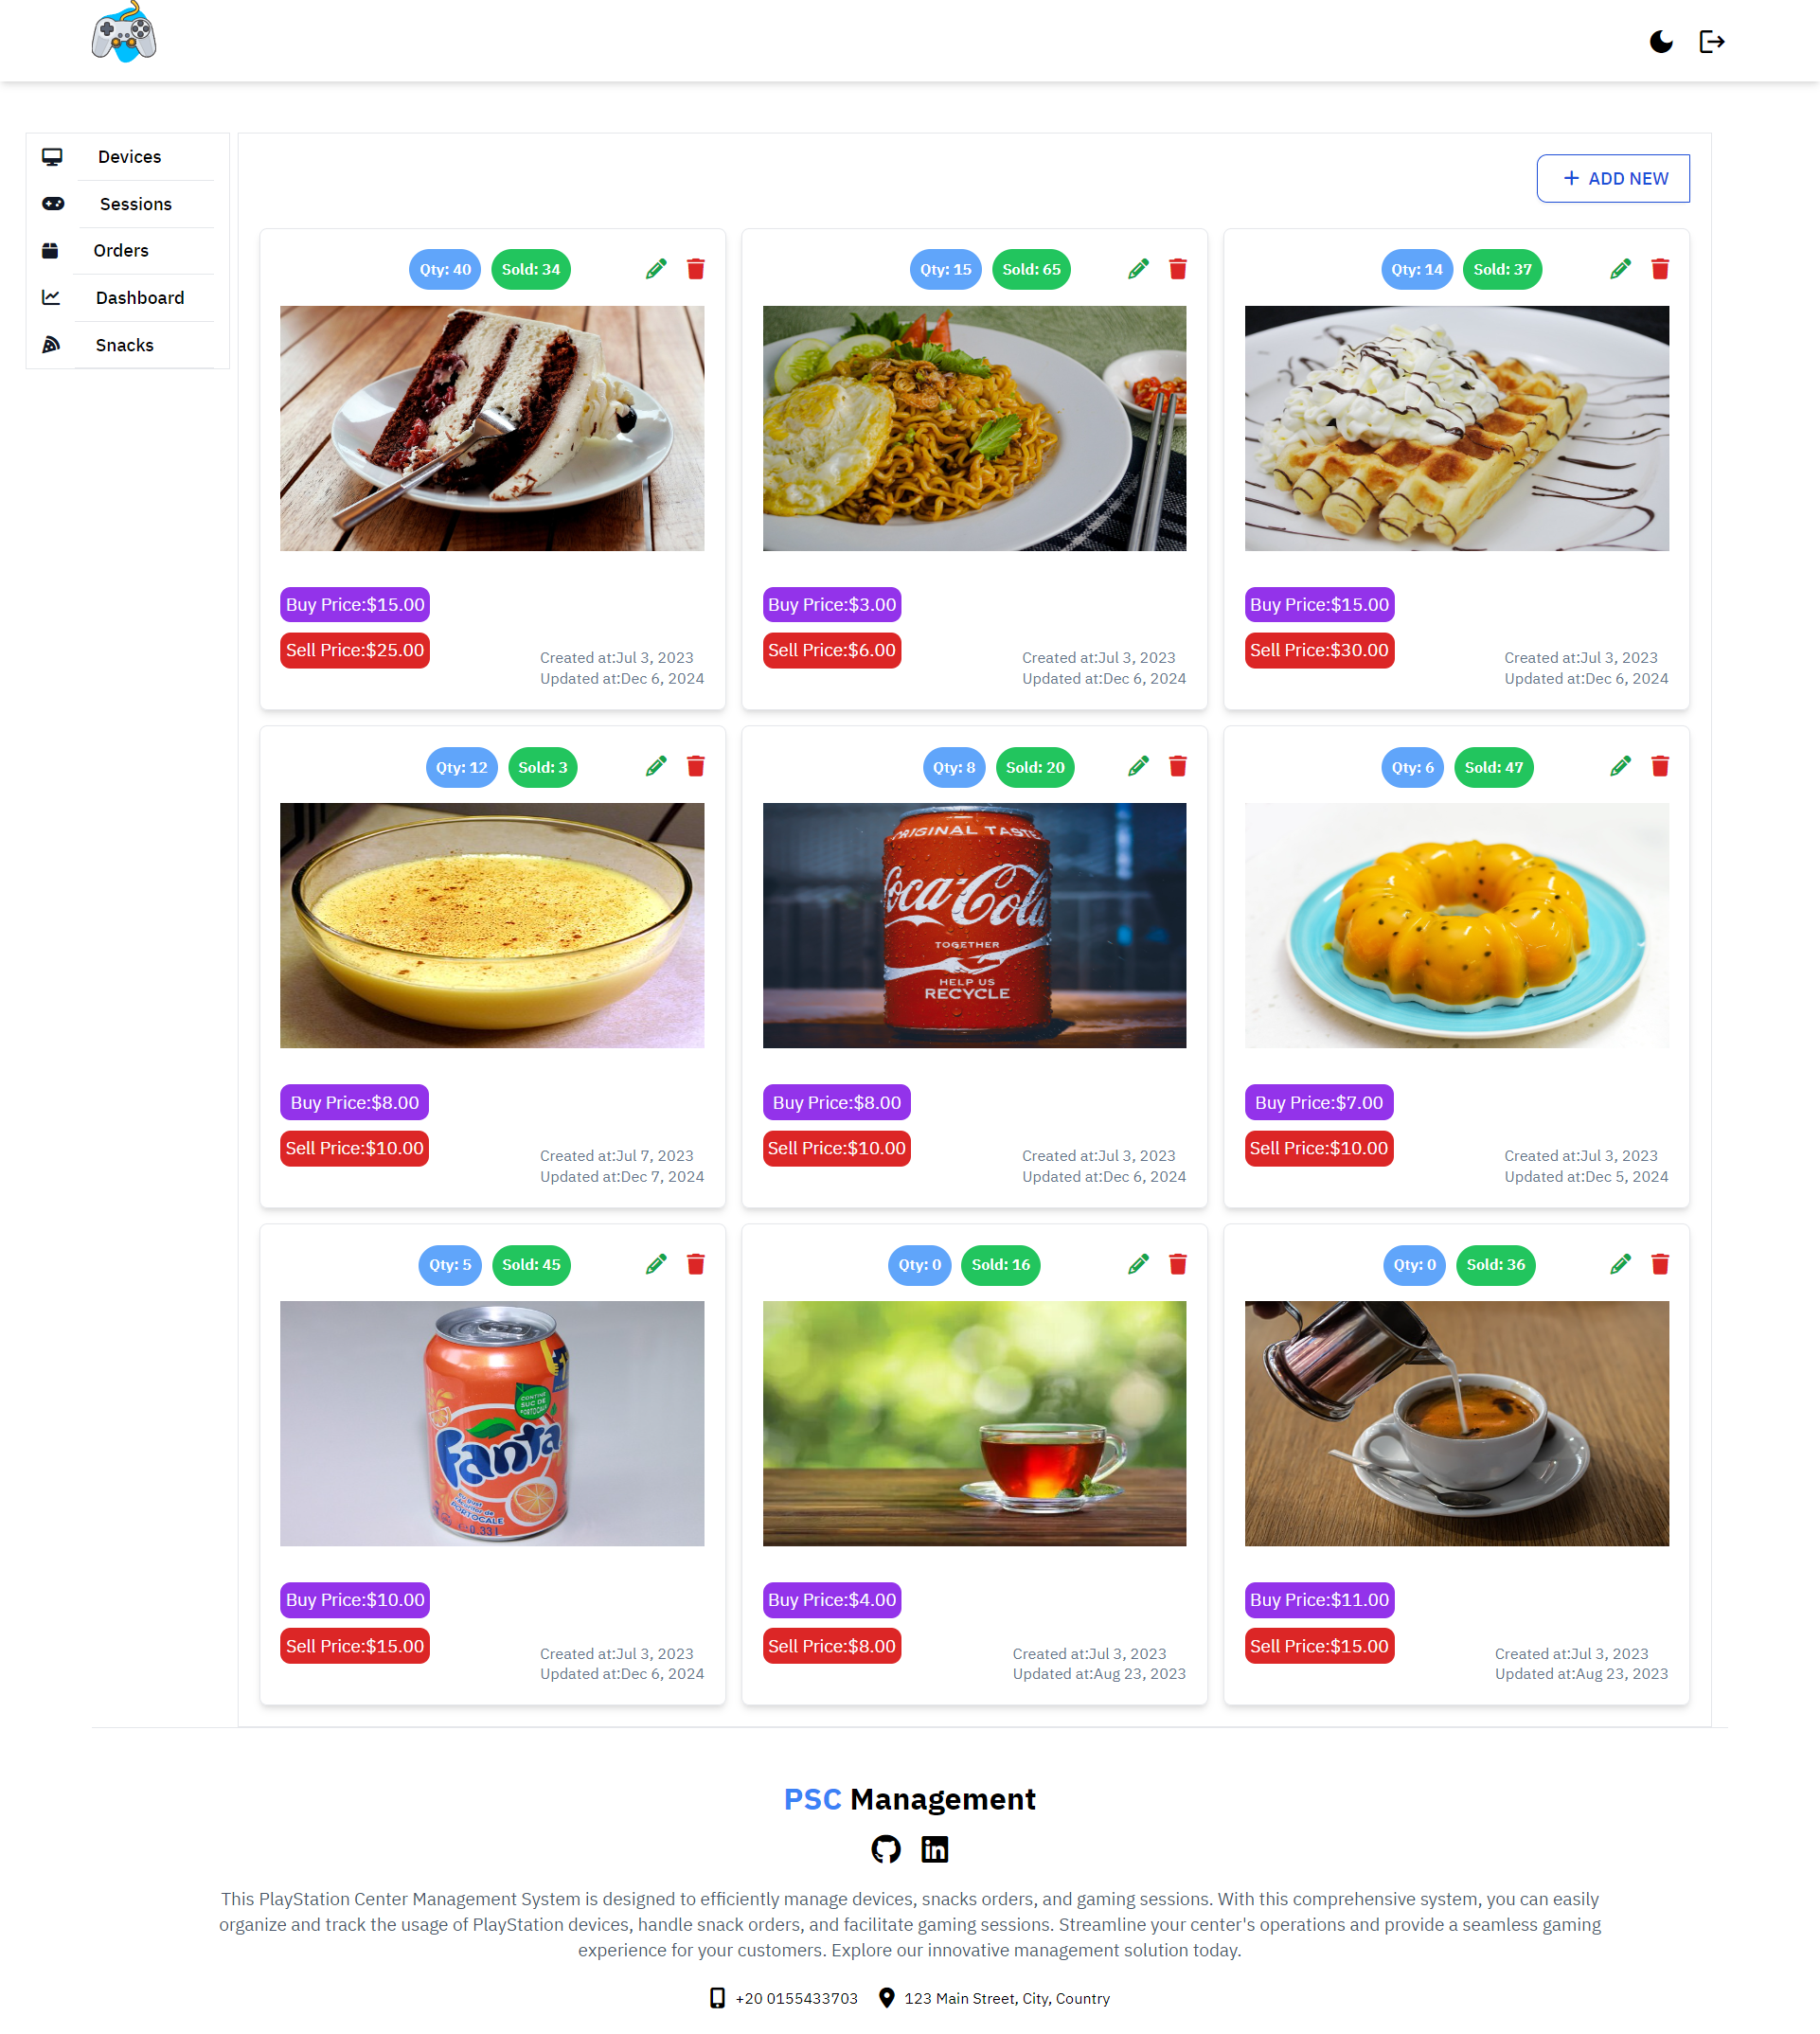 Devices
Sessions
Orders
Dashboard
Snacks
ADD NEW
Qty: 40 Sold: 34
Buy Price:$15.00
Sell Price:$25.00
Created at:Jul 3, 2023
Updated at:Dec 6, 2024
Qty: 15 Sold: 65
Buy Price:$3.00
Sell Price:$6.00
Created at:Jul 3, 2023
Updated at:Dec 6, 2024
Qty: 14 Sold: 37
Buy Price:$15.00
Sell Price:$30.00
Created at:Jul 3, 2023
Updated at:Dec 6, 2024
Qty: 12 Sold: 3
Buy Price:$8.00
Sell Price:$10.00
Created at:Jul 7, 2023
Updated at:Dec 7, 2024
Qty: 8 Sold: 20
ORIGINAL TASTE
Coca-Cola
TOGETHER
HELP US
RECYCLE
Buy Price:$8.00
Sell Price:$10.00
Created at:Jul 3, 2023
Updated at:Dec 6, 2024
Qty: 6 Sold: 47
Buy Price:$7.00
Sell Price:$10.00
Created at:Jul 3, 2023
Updated at:Dec 5, 2024
Qty: 5 Sold: 45
CONTINE
SUC DE
PORTOCALE
Fanta
PORTOCALE
0.33l
Buy Price:$10.00
Sell Price:$15.00
Created at:Jul 3, 2023
Updated at:Dec 6, 2024
Qty: 0 Sold: 16
Buy Price:$4.00
Sell Price:$8.00
Created at:Jul 3, 2023
Updated at:Aug 23, 2023
Qty: 0 Sold: 36
Buy Price:$11.00
Sell Price:$15.00
Created at:Jul 3, 2023
Updated at:Aug 23, 2023
PSC Management
This PlayStation Center Management System is designed to efficiently manage devices, snacks orders, and gaming sessions. With this comprehensive system, you can easily
organize and track the usage of PlayStation devices, handle snack orders, and facilitate gaming sessions. Streamline your center's operations and provide a seamless gaming
experience for your customers. Explore our innovative management solution today.
+20 0155433703 123 Main Street, City, Country